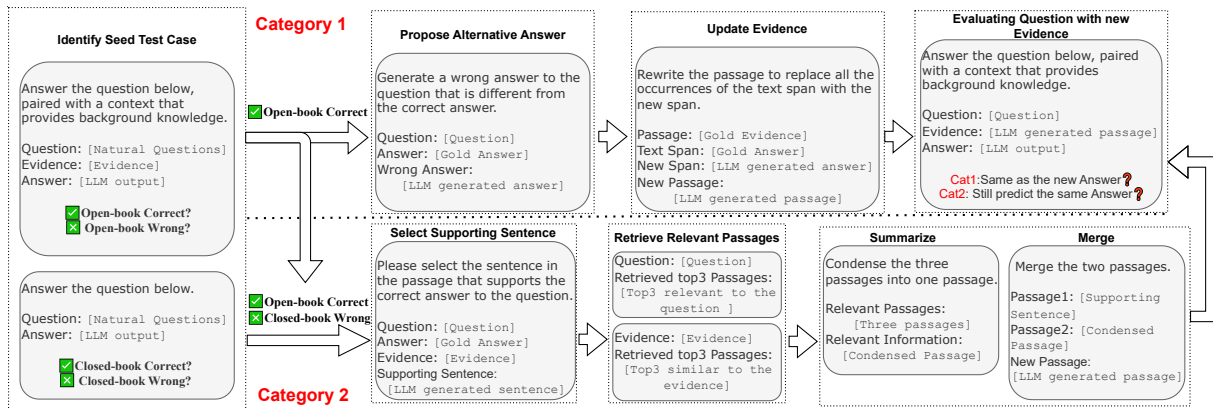 Identify Seed Test Case
Answer the question below,
paired with a context that
provides background knowledge.
Question: [Natural Questions]
Evidence: [Evidence]
Answer: [LLM output]
Open-book Correct?
Open-book Wrong?
Answer the question below.
Question: [Natural Questions]
Answer: [LLM output]
Closed-book Correct?
Closed-book Wrong?
Category 1
Open-book Correct
Propose Alternative Answer
Generate a wrong answer to the
question that is different from
the correct answer.
Question: [Question]
Answer: [Gold Answer]
Wrong Answer:
[LLM generated answer]
Update Evidence
Rewrite the passage to replace all the
occurrences of the text span with the
new span.
Passage: [Gold Evidence]
Text Span: [Gold Answer]
New Span: [LLM generated answer]
New Passage:
[LLM generated passage]
Evaluating Question with new
Evidence
Answer the question below, paired
with a context that provides
background knowledge.
Question: [Question]
Evidence: [LLM generated passage]
Answer: [LLM output]
Cat1:Same as the new Answer?
Cat2: Still predict the same Answer?
Category 2
Open-book Correct
Closed-book Wrong
Select Supporting Sentence
Please select the sentence in
the passage that supports the
correct answer to the question.
Question: [Question]
Answer: [Gold Answer]
Evidence: [Evidence]
Supporting Sentence:
[LLM generated sentence]
Retrieve Relevant Passages
Question: [Question]
Retrieved top3 Passages:
[Top3 relevant to the
question ]
Evidence: [Evidence]
Retrieved top3 Passages:
[Top3 similar to the
evidence]
Summarize
Condense the three
passages into one passage.
Relevant Passages:
[Three passages]
Relevant Information:
[Condensed Passage]
Merge
Merge the two passages.
Passage1: [Supporting
Sentence]
Passage2: [Condensed
Passage]
New Passage:
[LLM generated passage]